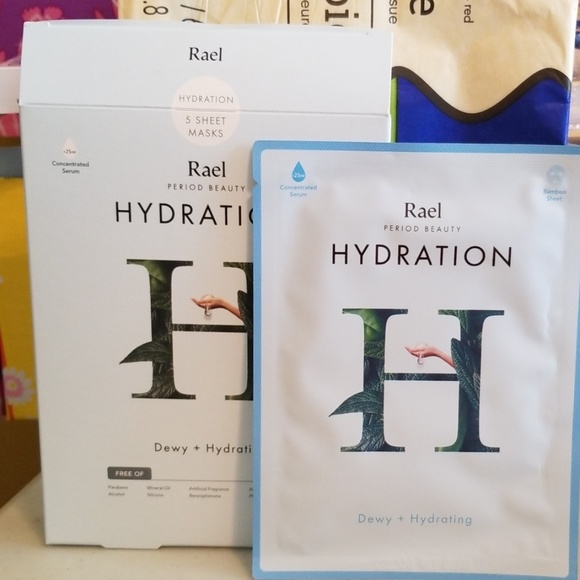 Rael
HYDRATION
5 SHEET
MASKS
Concentrated
Serum
Rael
PERIOD BEAUTY
HYDRATIO
H
Dewy + Hydrati
FREE OF
Parabens
Alcohol
Mineral Oil
Silicone
Artificial Fragrance
Benzophenone
Concentrated
Serum
Bamboo
Sheet
Rael
PERIOD BEAUTY
HYDRATION
H
Dewy + Hydrating
red